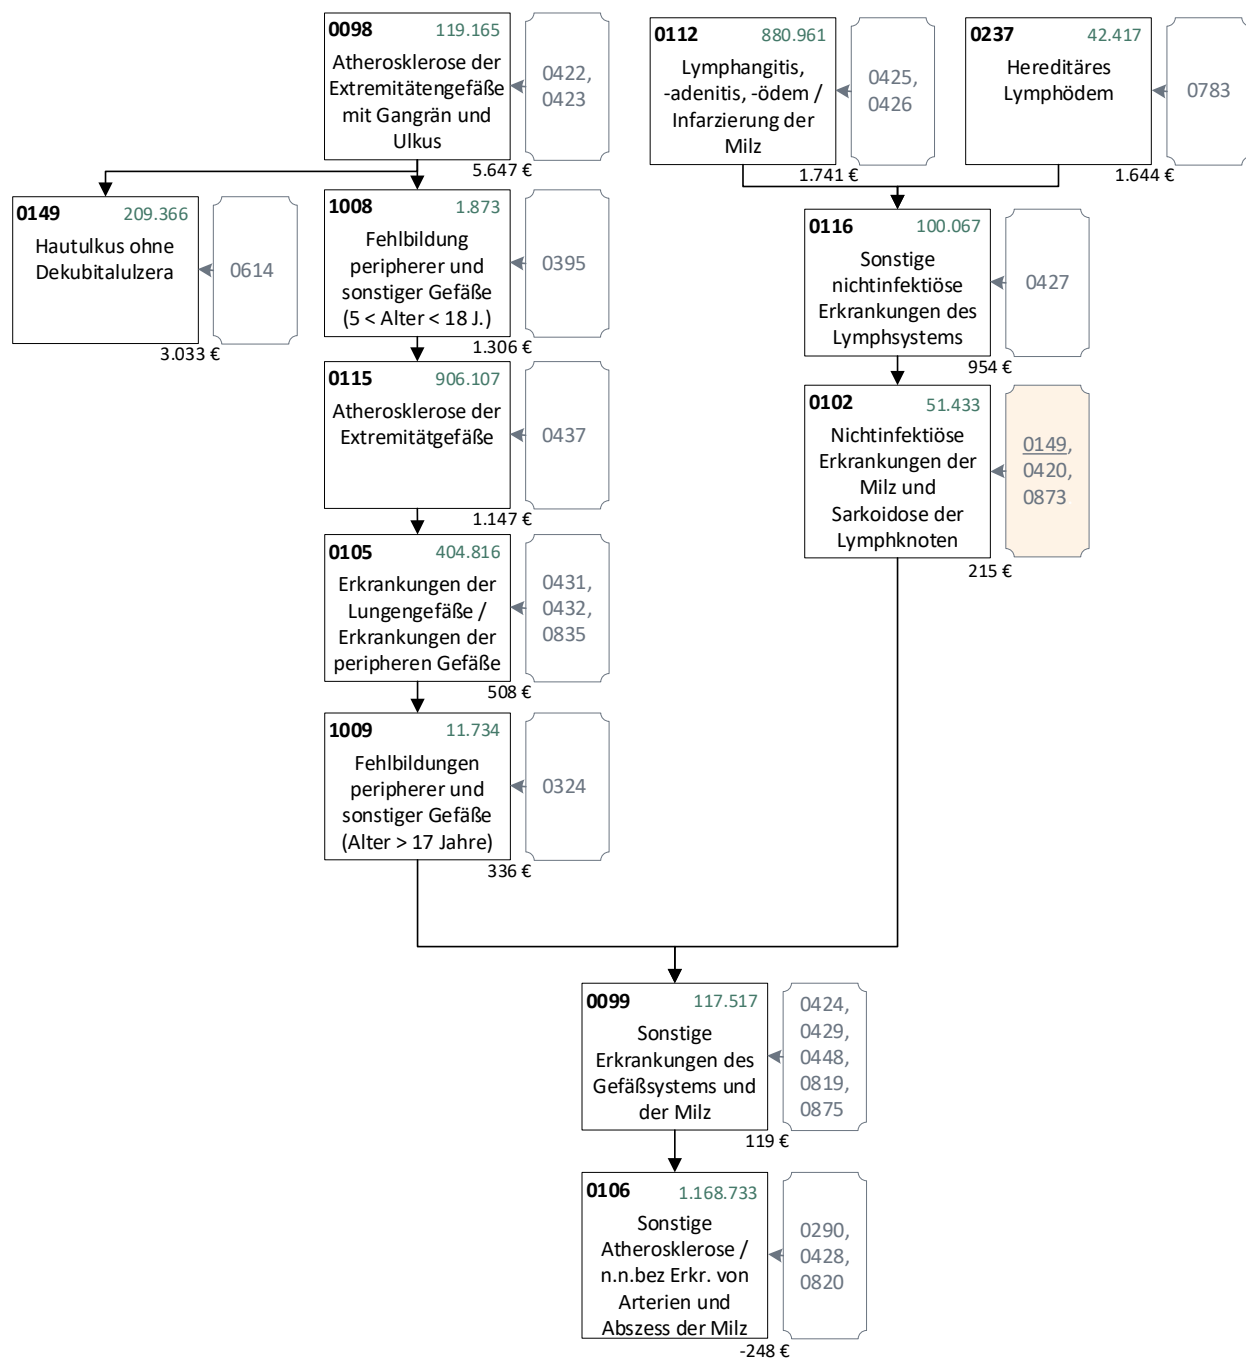 0098
119.165
Atherosklerose der
Extremitätengefäße
mit Gangrän und
Ulkus
0422,
0423
5.647 €
0112
880.961
Lymphangitis,
-adenitis, -ödem /
Infarzierung der
Milz
0425,
0426
1.741 €
0237
42.417
Hereditäres
Lymphödem
0783
1.644 €
0149
209.366
Hautulkus ohne
Dekubitalulzera
0614
3.033 €
1008
1.873
Fehlbildung
peripherer und
sonstiger Gefäße
(5 < Alter < 18 J.)
0395
1.306 €
0116
100.067
Sonstige
nichtinfektiöse
Erkrankungen des
Lymphsystems
0427
954 €
0115
906.107
Atherosklerose der
Extremitätgefäße
0437
1.147 €
0102
51.433
Nichtinfektiöse
Erkrankungen der
Milz und
Sarkoidose der
Lymphknoten
0149,
0420,
0873
215 €
0105
404.816
Erkrankungen der
Lungengefäße /
Erkrankungen der
peripheren Gefäße
0431,
0432,
0835
508 €
1009
11.734
Fehlbildungen
peripherer und
sonstiger Gefäße
(Alter > 17 Jahre)
0324
336 €
0099
117.517
Sonstige
Erkrankungen des
Gefäßsystems und
der Milz
0424,
0429,
0448,
0819,
0875
119 €
0106
1.168.733
Sonstige
Atherosklerose /
n.n.bez Erkr. von
Arterien und
Abszess der Milz
0290,
0428,
0820
-248 €